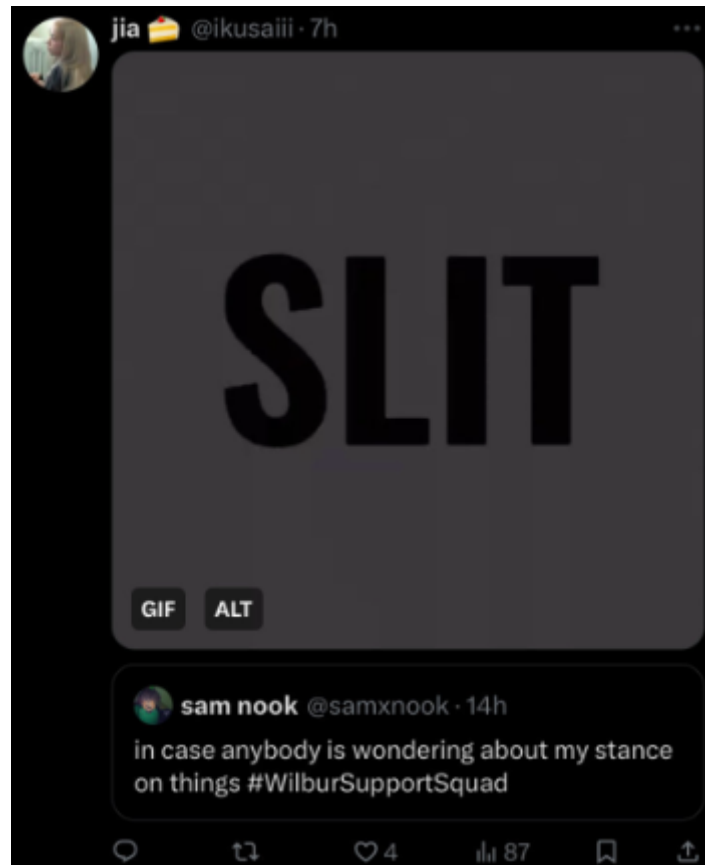 jia 🍰 @ikusaiii · 7h
SLIT
GIF ALT
sam nook @samxnook · 14h
in case anybody is wondering about my stance
on things #WilburSupportSquad
4 87